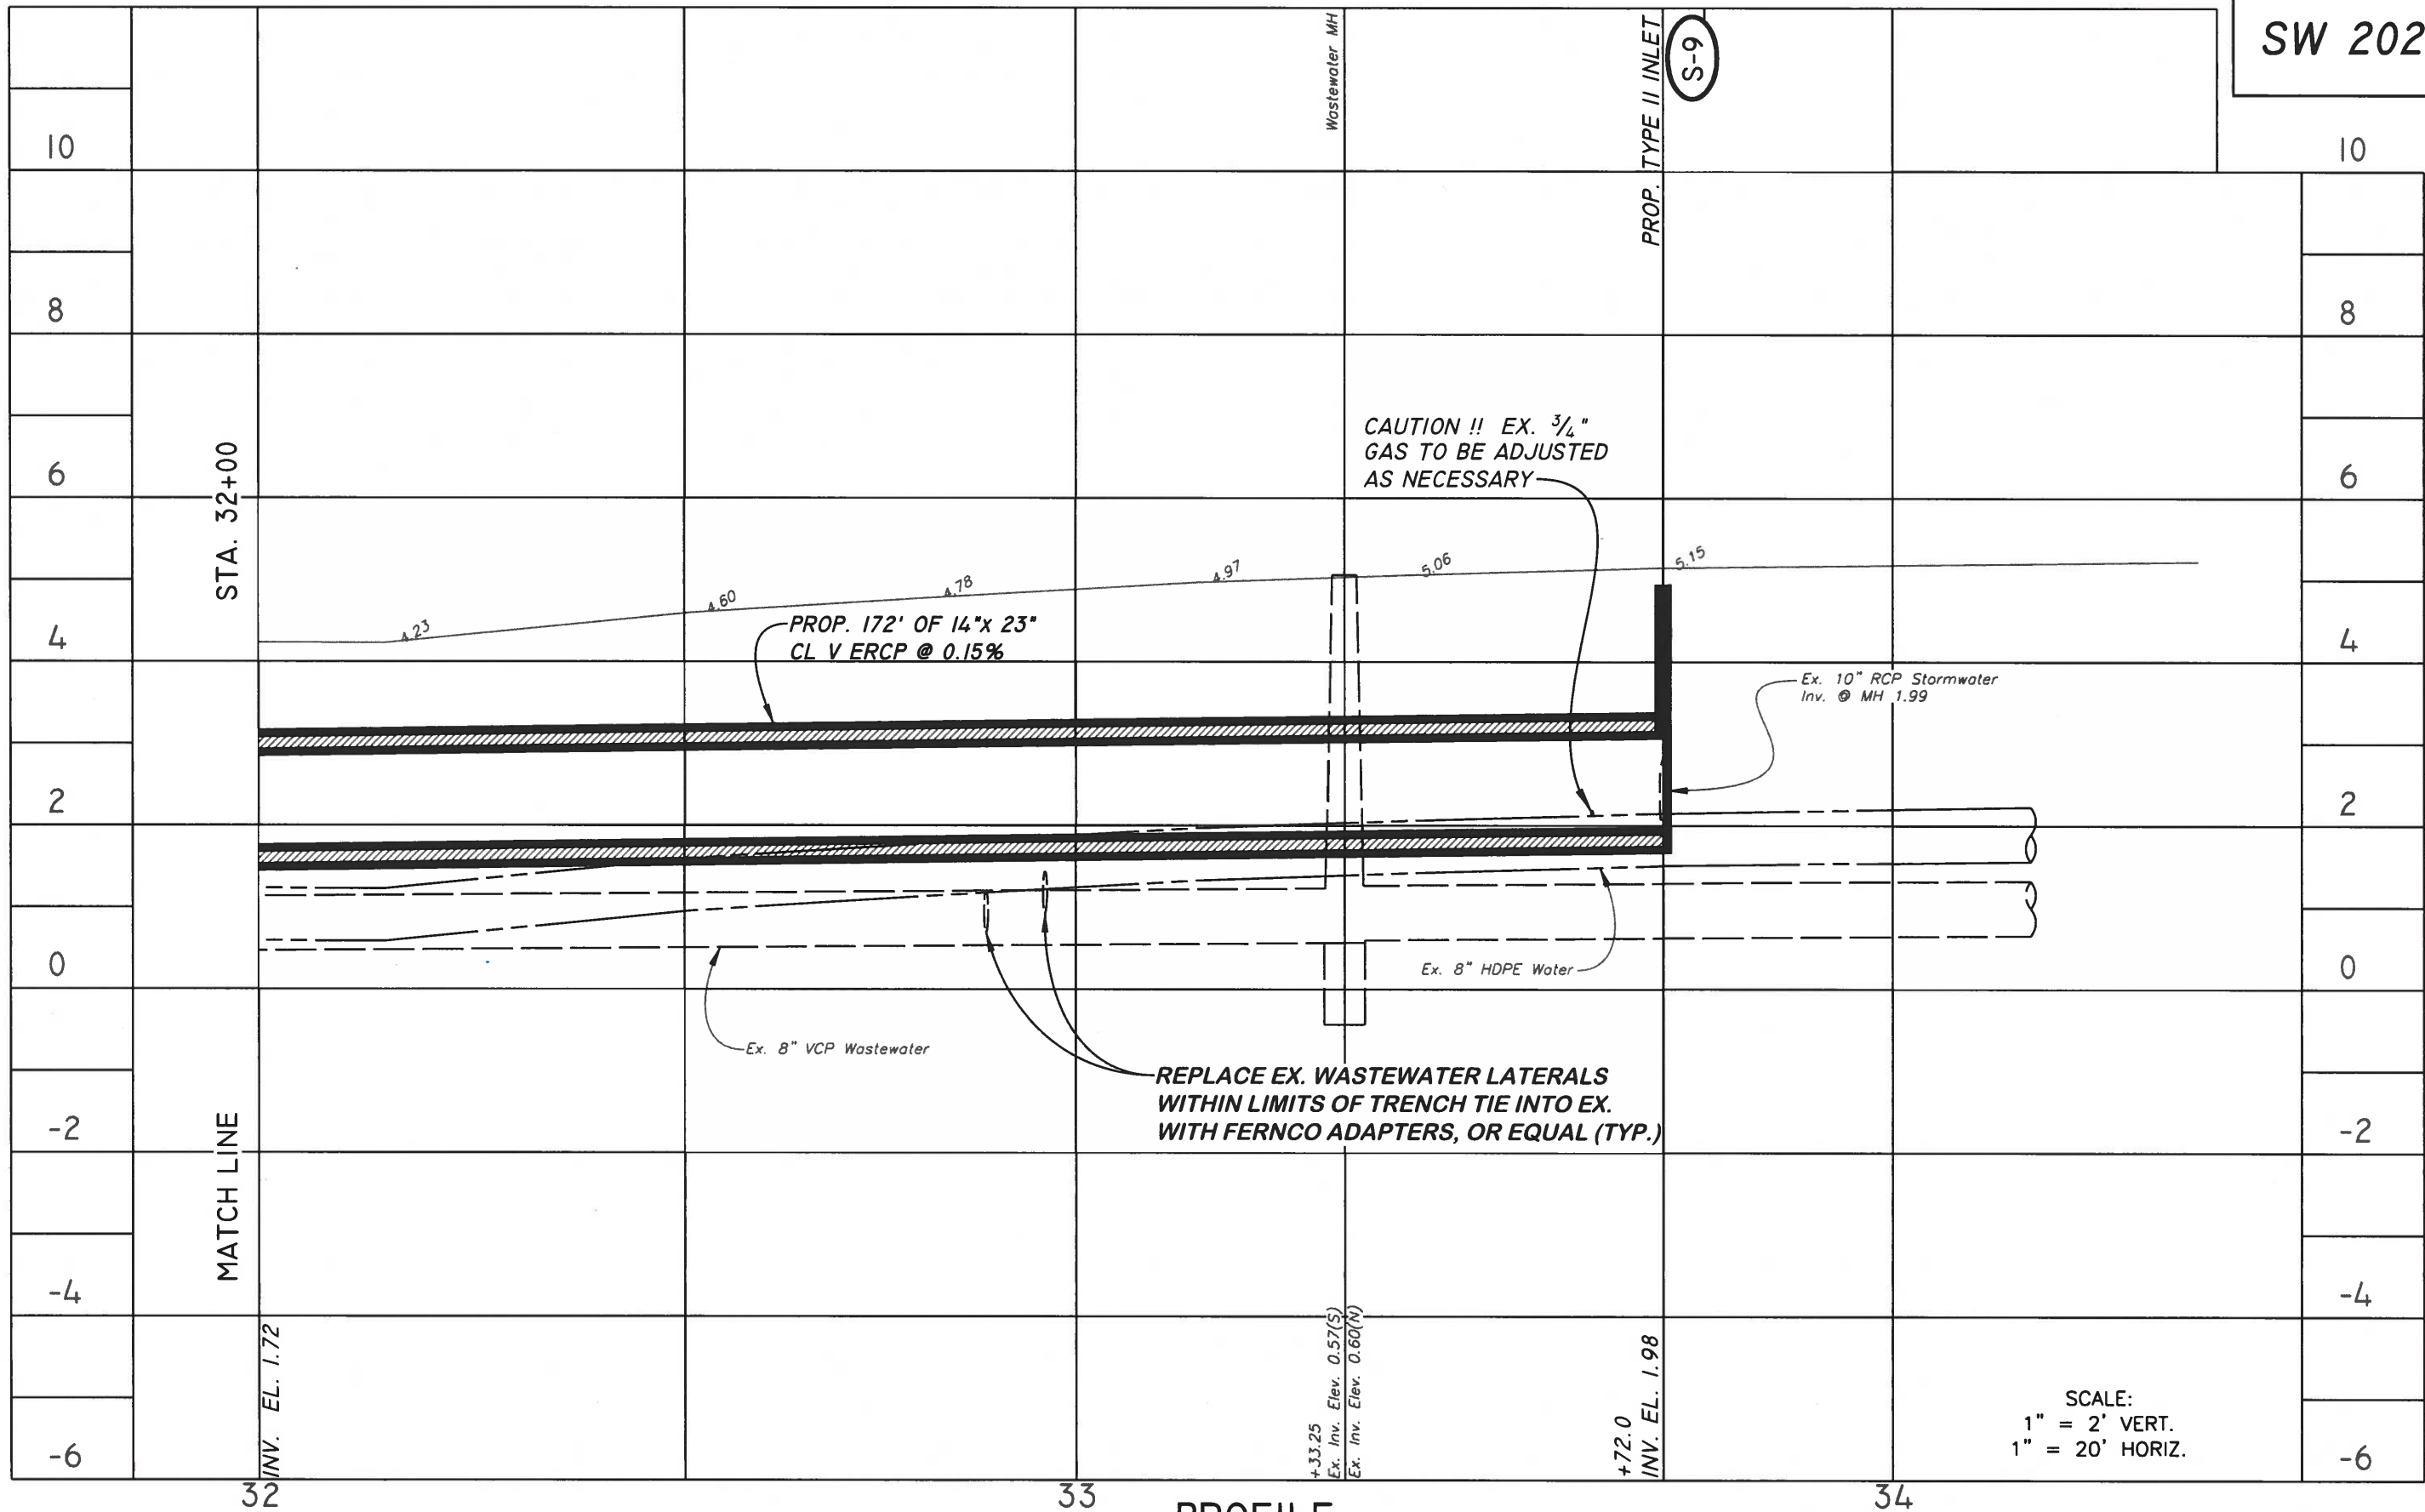 SW 202
Wastewater MH
PROP. TYPE II INLET
S-9
10
10
8
8
6
6
4
4
2
2
0
0
-2
-2
-4
-4
-6
-6
STA. 32+00
MATCH LINE
CAUTION !! EX. 3/4"
GAS TO BE ADJUSTED
AS NECESSARY
4.23
4.60
4.78
4.97
5.06
5.15
PROP. 172' OF 14"x 23"
CL V ERCP @ 0.15%
Ex. 10" RCP Stormwater
Inv. @ MH 1.99
Ex. 8" HDPE Water
Ex. 8" VCP Wastewater
REPLACE EX. WASTEWATER LATERALS
WITHIN LIMITS OF TRENCH TIE INTO EX.
WITH FERNCO ADAPTERS, OR EQUAL (TYP.)
INV. EL. 1.72
+33.25
Ex. Inv. Elev. 0.57(S)
Ex. Inv. Elev. 0.60(N)
+72.0
INV. EL. 1.98
SCALE:
1" = 2' VERT.
1" = 20' HORIZ.
32
33
34
PROFILE